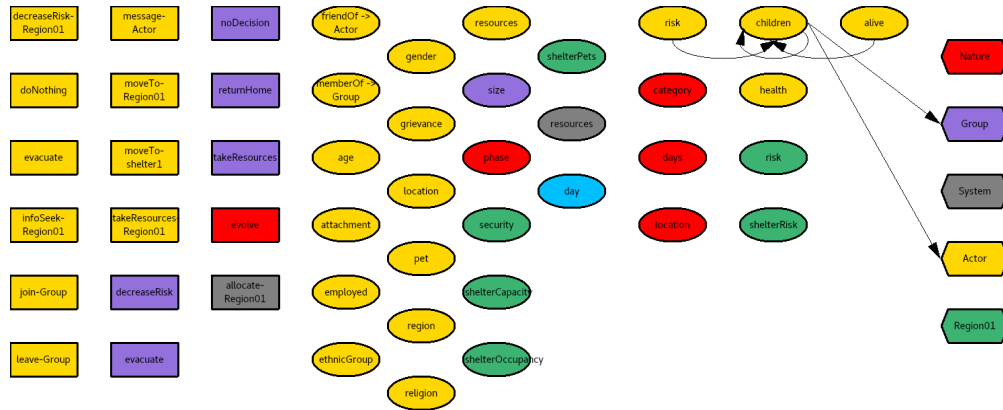 decreaseRisk-
Region01
message-
Actor
noDecision
friendOf ->
Actor
resources
risk
children
alive
gender
shelterPets
Nature
doNothing
moveTo-
Region01
returnHome
memberOf ->
Group
size
category
health
grievance
resources
Group
evacuate
moveTo-
shelter1
takeResources
age
phase
days
risk
location
day
System
infoSeek-
Region01
takeResources-
Region01
evolve
attachment
security
location
shelterRisk
pet
Actor
join-Group
decreaseRisk
allocate-
Region01
employed
shelterCapacity
region
Region01
leave-Group
evacuate
ethnicGroup
shelterOccupancy
religion